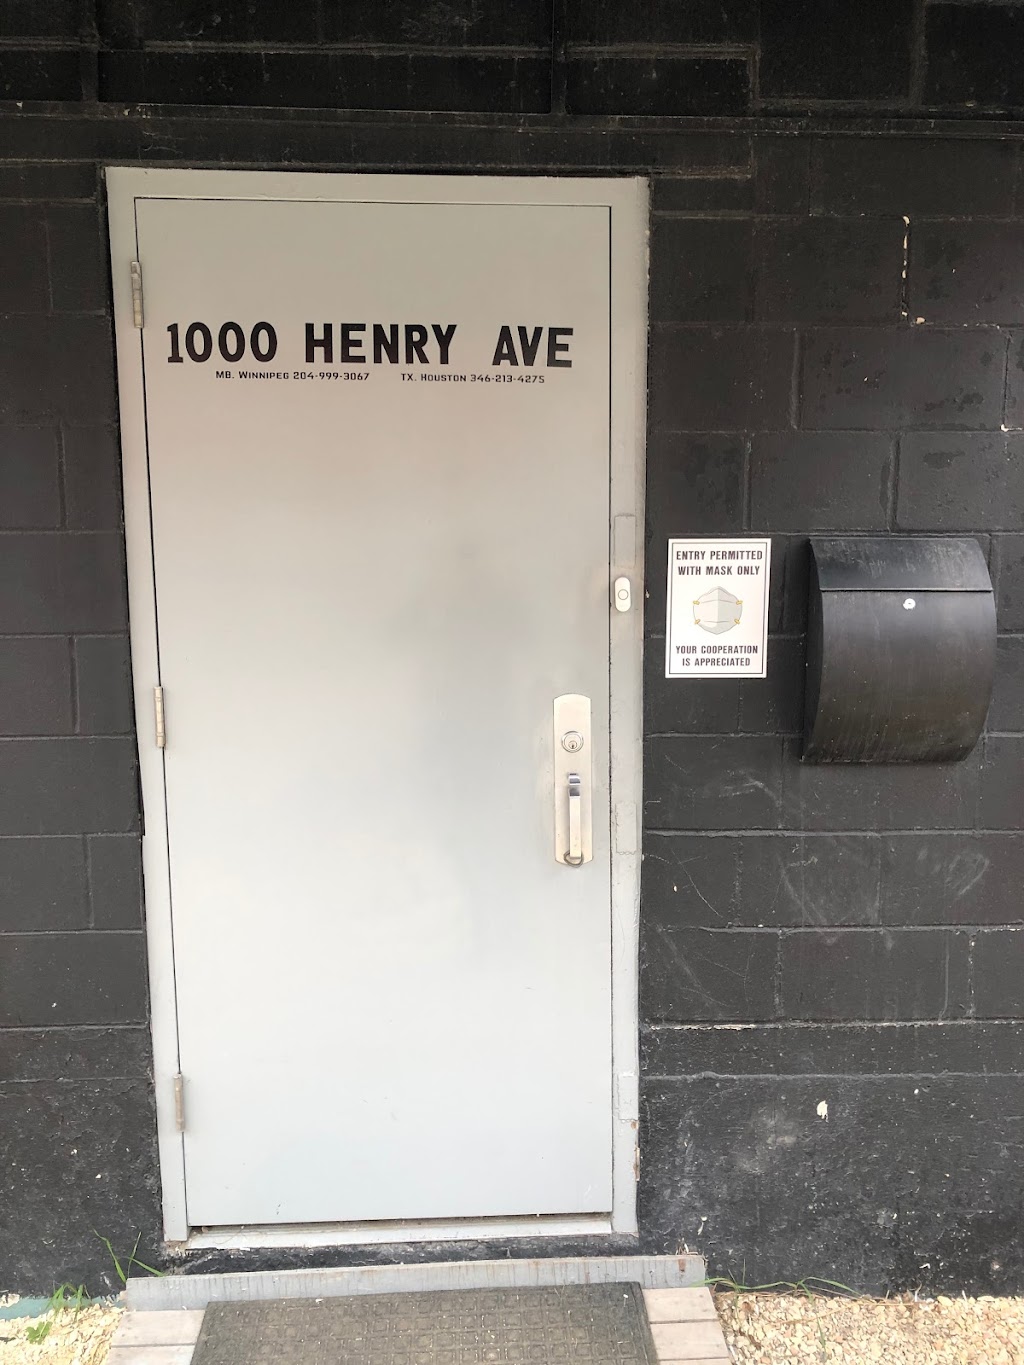 1000 HENRY AVE
MB. WINNIPEG 204-999-3067 TX. HOUSTON 346-213-4275
ENTRY PERMITTED
WITH MASK ONLY
YOUR COOPERATION
IS APPRECIATED